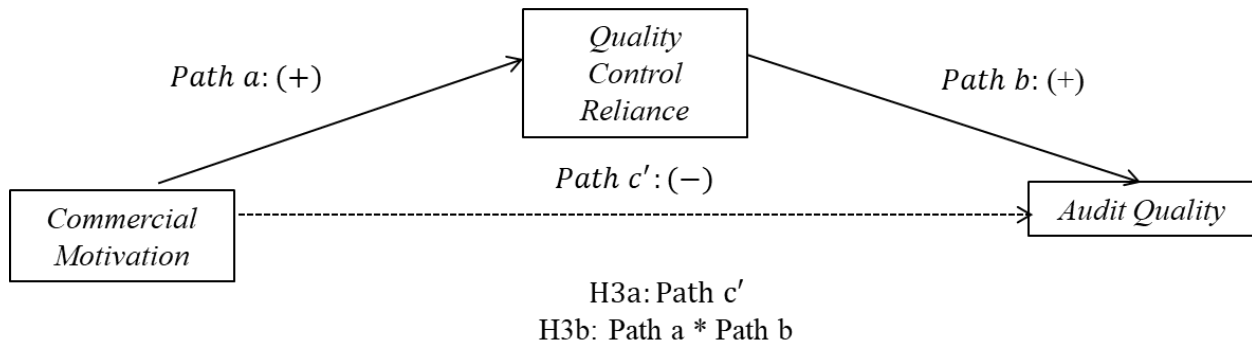 Quality
Control
Reliance
Path a: (+)
Path b: (+)
Path c′: (−)
Commercial
Motivation
Audit Quality
H3a: Path c′
H3b: Path a * Path b